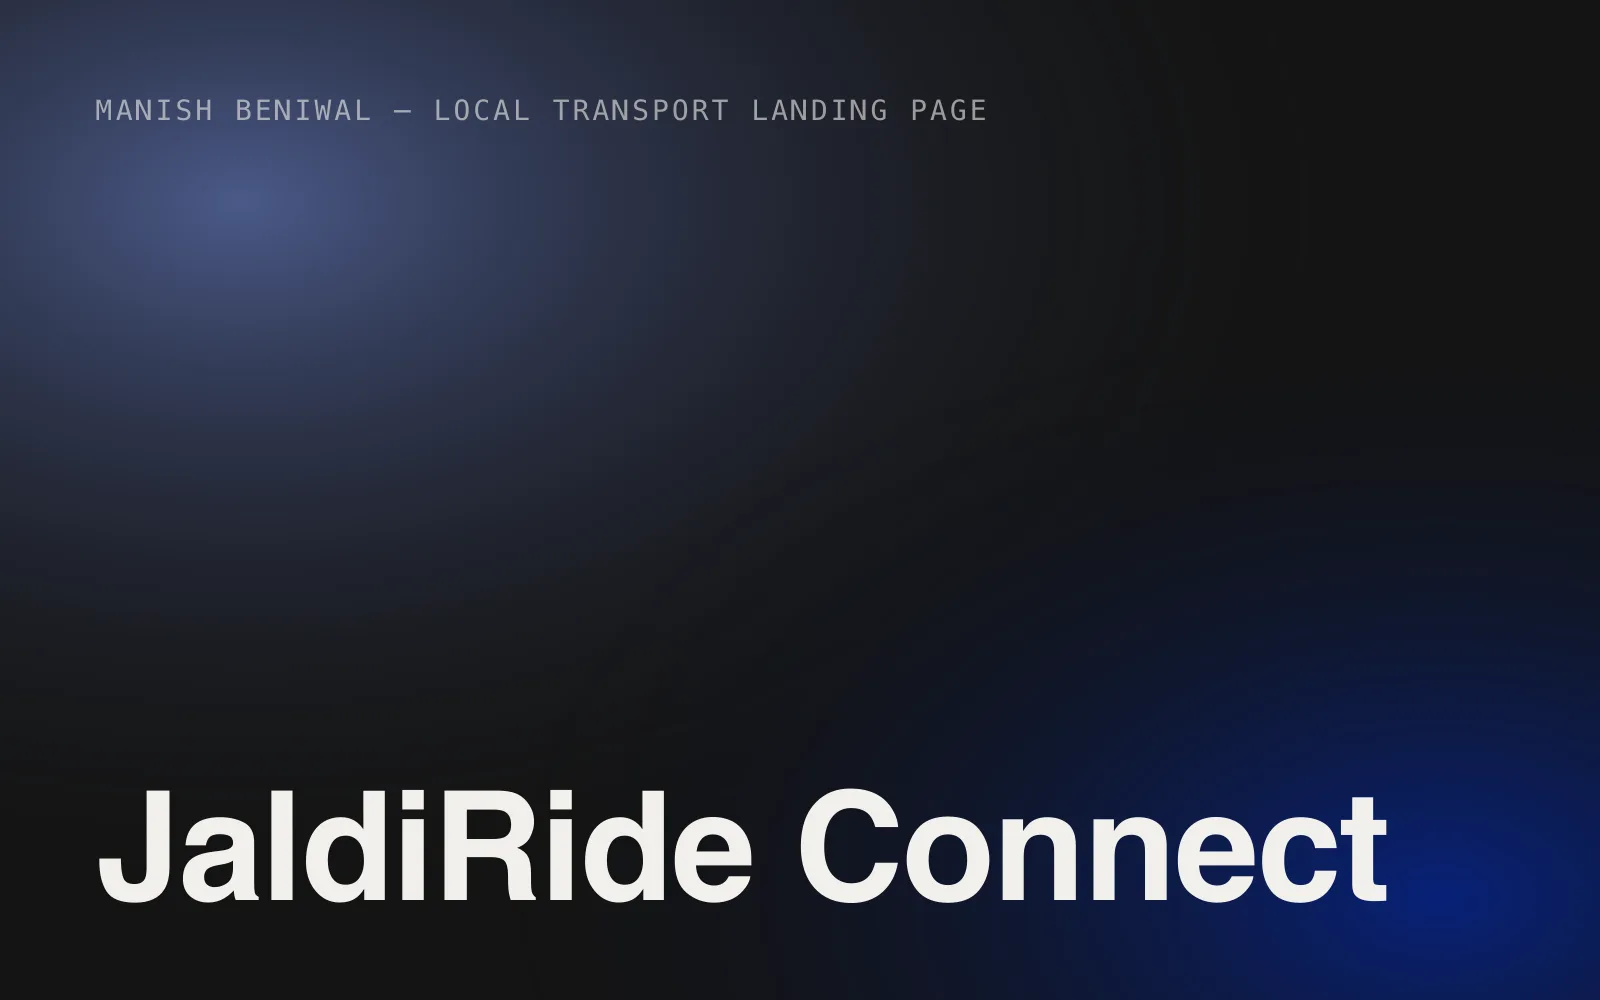 MANISH BENIWAL — LOCAL TRANSPORT LANDING PAGE
JaldiRide Connect